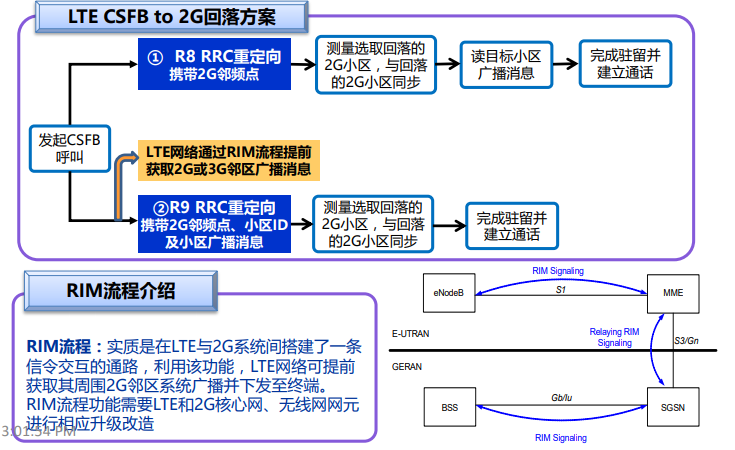 LTE CSFB to 2G回落方案
① R8 RRC重定向
携带2G邻频点
测量选取回落的
2G小区，与回落
的2G小区同步
读目标小区
广播消息
完成驻留并
建立通话
发起CSFB
呼叫
LTE网络通过RIM流程提前
获取2G或3G邻区广播消息
②R9 RRC重定向
携带2G邻频点、小区ID
及小区广播消息
测量选取回落的
2G小区，与回落
的2G小区同步
完成驻留并
建立通话
RIM流程介绍
RIM流程：实质是在LTE与2G系统间搭建了一条
信令交互的通路，利用该功能，LTE网络可提前
获取其周围2G邻区系统广播并下发至终端。
RIM流程功能需要LTE和2G核心网、无线网网元
进行相应升级改造
3:01:54 PM
RIM Signaling
eNodeB
S1
MME
E-UTRAN
Relaying RIM
Signaling
S3/Gn
GERAN
BSS
Gb/Iu
SGSN
RIM Signaling